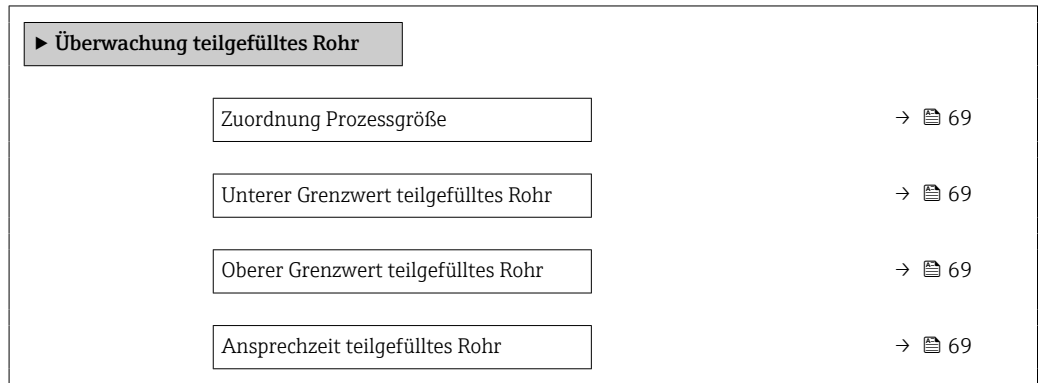 ► Überwachung teilgefülltes Rohr
Zuordnung Prozessgröße → 69
Unterer Grenzwert teilgefülltes Rohr → 69
Oberer Grenzwert teilgefülltes Rohr → 69
Ansprechzeit teilgefülltes Rohr → 69